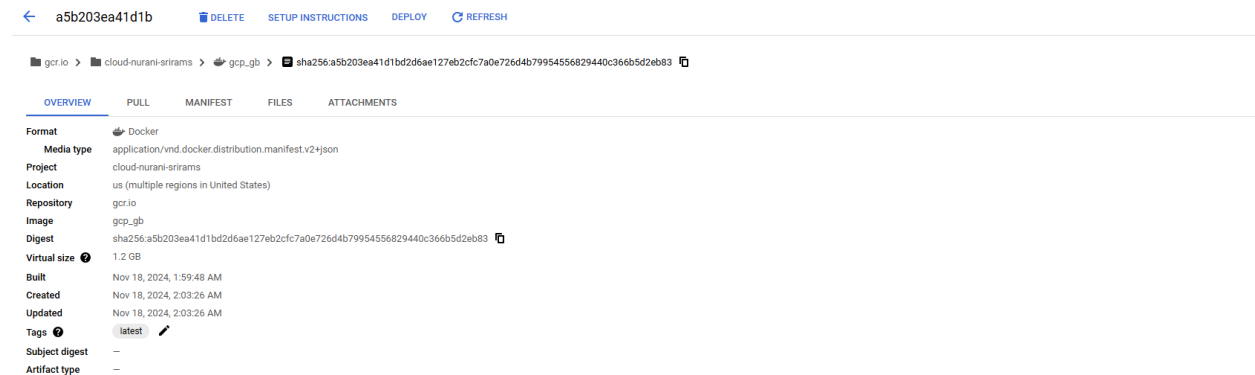 a5b203ea41d1b DELETE SETUP INSTRUCTIONS DEPLOY REFRESH
gcr.io > cloud-nurani-srirams > gcp_gb > sha256:a5b203ea41d1bd2d6ae127eb2cfc7a0e726d4b79954556829440c366b5d2eb83
OVERVIEW PULL MANIFEST FILES ATTACHMENTS
Format Docker
Media type application/vnd.docker.distribution.manifest.v2+json
Project cloud-nurani-srirams
Location us (multiple regions in United States)
Repository gcr.io
Image gcp_gb
Digest sha256:a5b203ea41d1bd2d6ae127eb2cfc7a0e726d4b79954556829440c366b5d2eb83
Virtual size ? 1.2 GB
Built Nov 18, 2024, 1:59:48 AM
Created Nov 18, 2024, 2:03:26 AM
Updated Nov 18, 2024, 2:03:26 AM
Tags ? latest
Subject digest —
Artifact type —